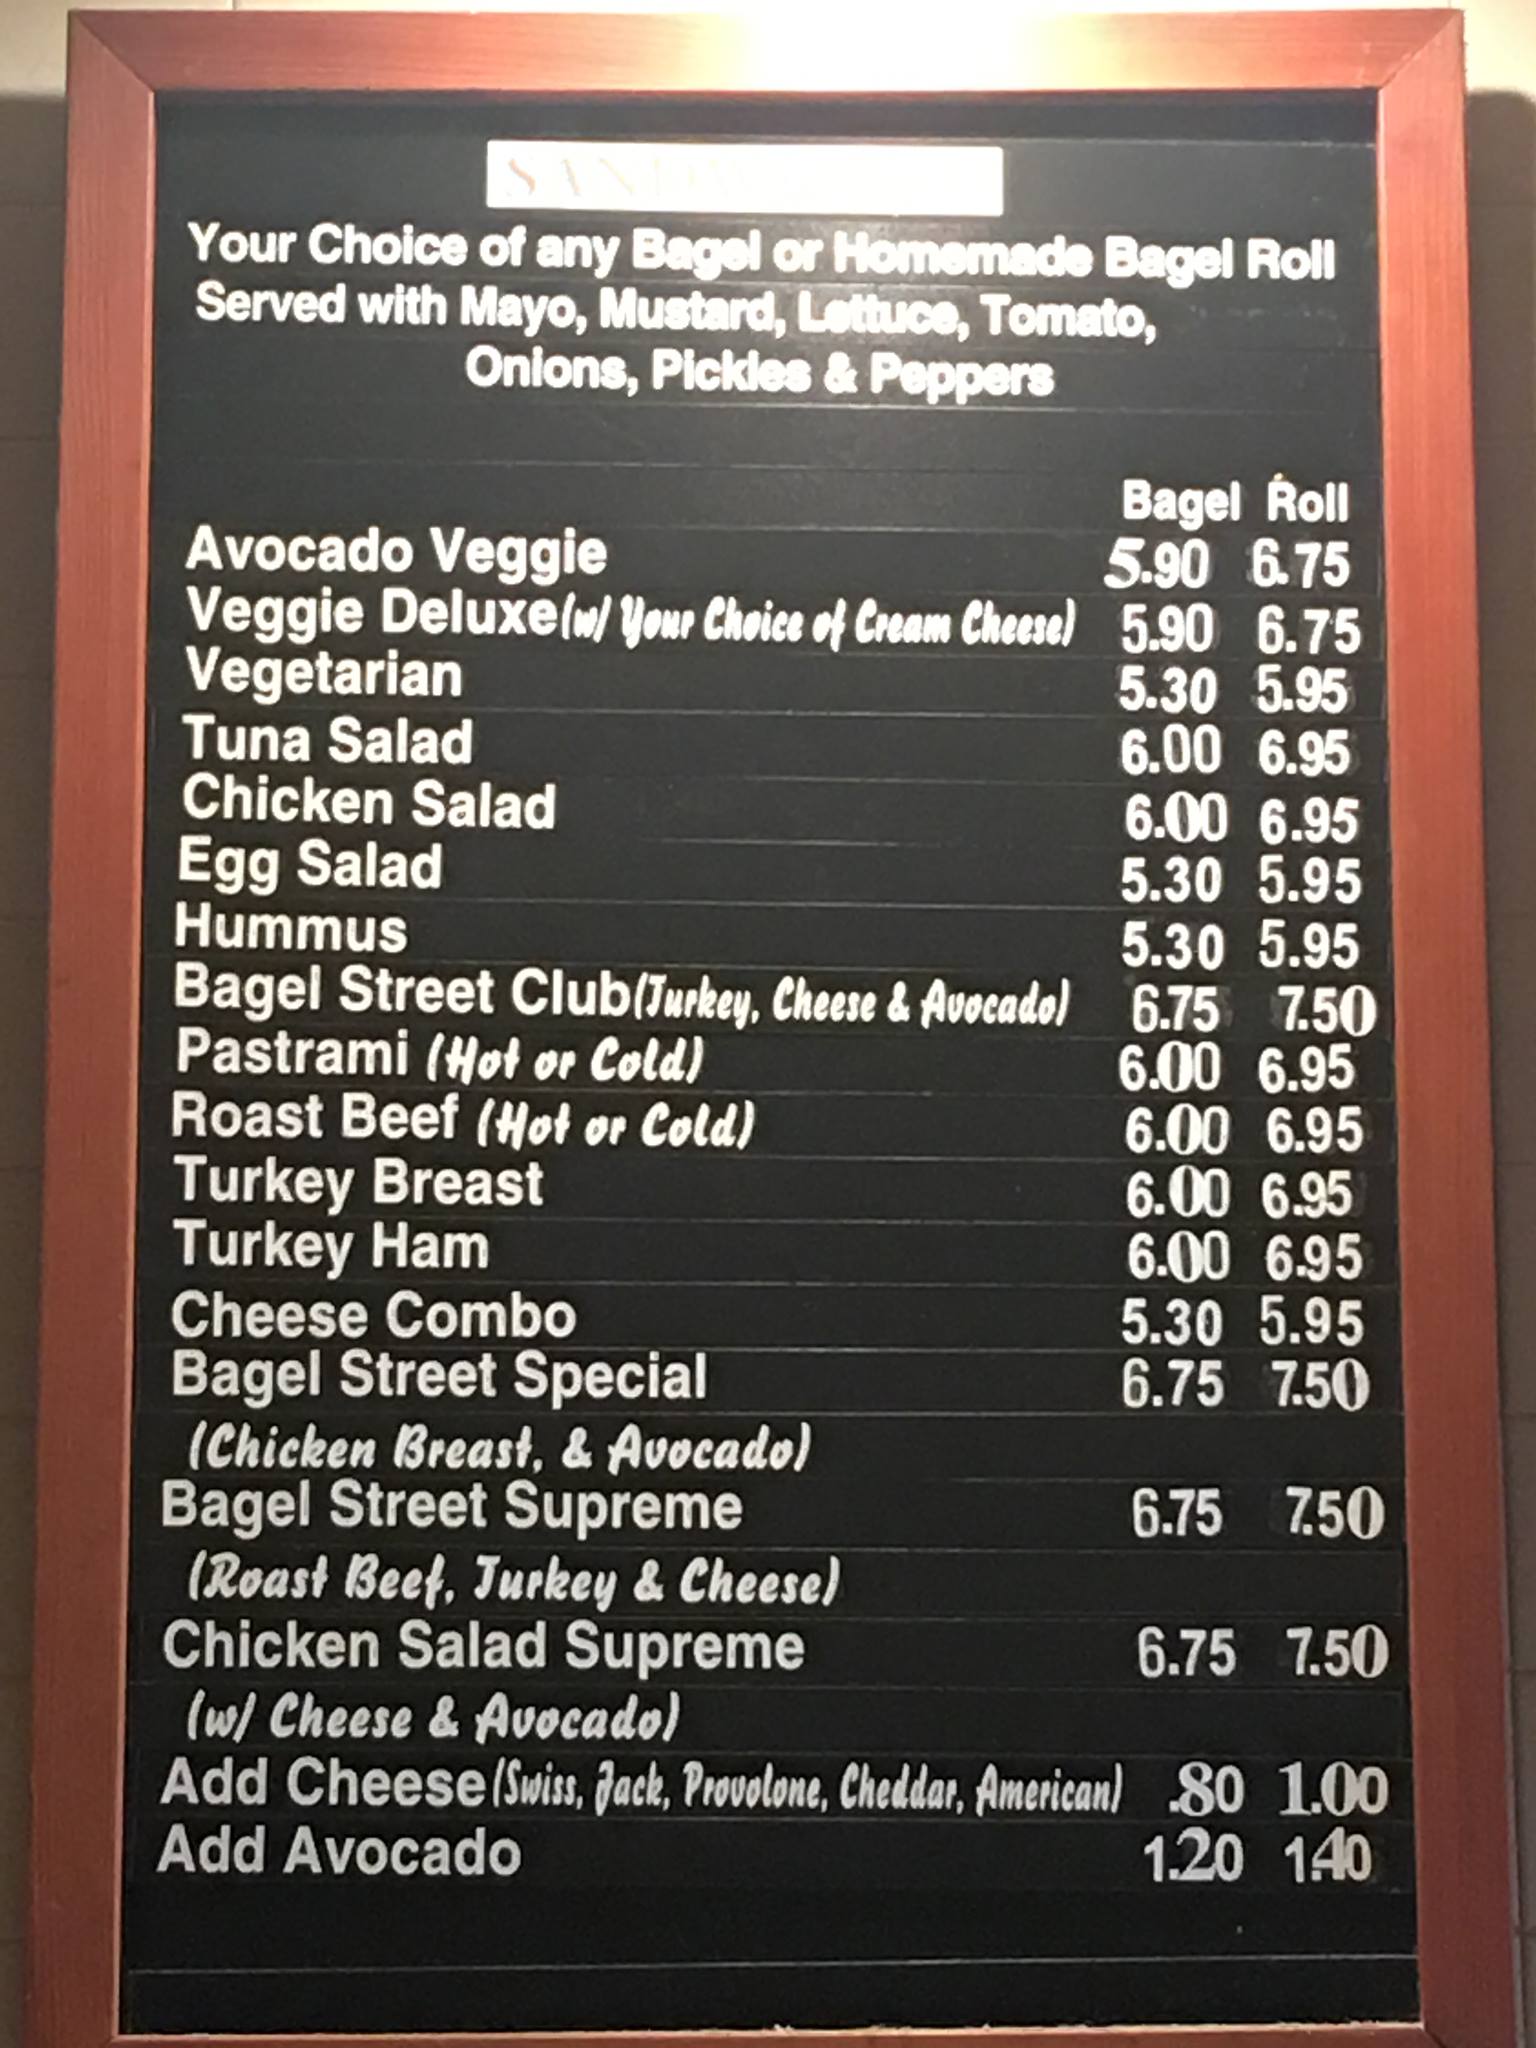 Your Choice of any Bagel or Homemade Bagel Roll
Served with Mayo, Mustard, Lettuce, Tomato,
Onions, Pickles & Peppers
Bagel Roll
Avocado Veggie 5.90 6.75
Veggie Deluxe (w/ Your Choice of Cream Cheese) 5.90 6.75
Vegetarian 5.30 5.95
Tuna Salad 6.00 6.95
Chicken Salad 6.00 6.95
Egg Salad 5.30 5.95
Hummus 5.30 5.95
Bagel Street Club (Turkey, Cheese & Avocado) 6.75 7.50
Pastrami (Hot or Cold) 6.00 6.95
Roast Beef (Hot or Cold) 6.00 6.95
Turkey Breast 6.00 6.95
Turkey Ham 6.00 6.95
Cheese Combo 5.30 5.95
Bagel Street Special 6.75 7.50
(Chicken Breast, & Avocado)
Bagel Street Supreme 6.75 7.50
(Roast Beef, Turkey & Cheese)
Chicken Salad Supreme 6.75 7.50
(w/ Cheese & Avocado)
Add Cheese (Swiss, Jack, Provolone, Cheddar, American) .80 1.00
Add Avocado 1.20 1.40